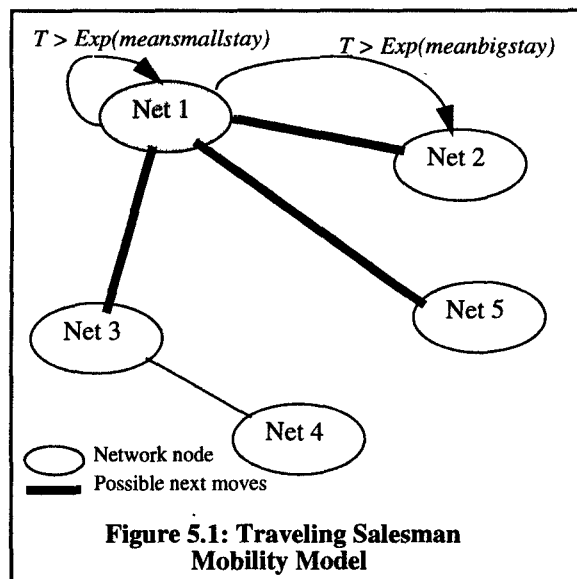 T > Exp(meansmallstay)
T > Exp(meanbigstay)
Net 1
Net 2
Net 3
Net 5
Net 4
Network node
Possible next moves
Figure 5.1: Traveling Salesman
Mobility Model